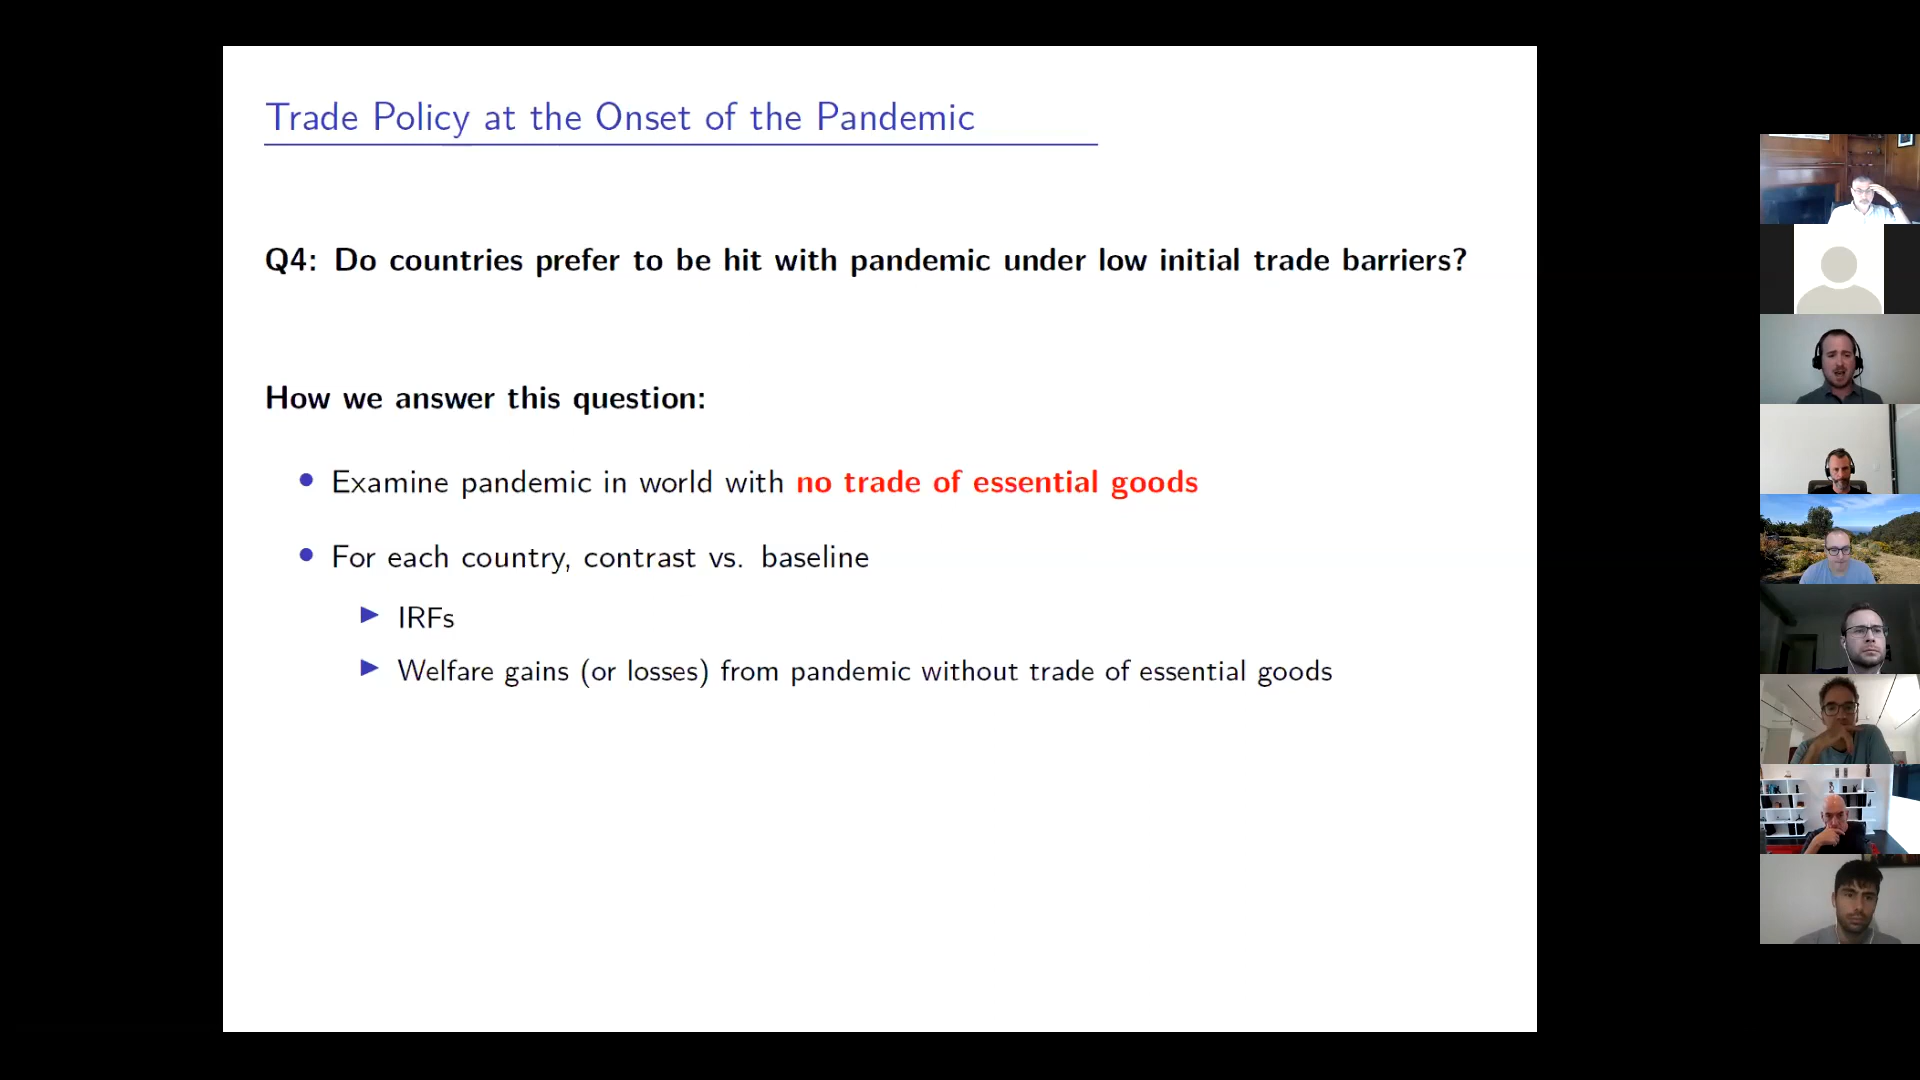 Trade Policy at the Onset of the Pandemic
Q4: Do countries prefer to be hit with pandemic under low initial trade barriers?
How we answer this question:
Examine pandemic in world with no trade of essential goods
For each country, contrast vs. baseline
IRFs
Welfare gains (or losses) from pandemic without trade of essential goods